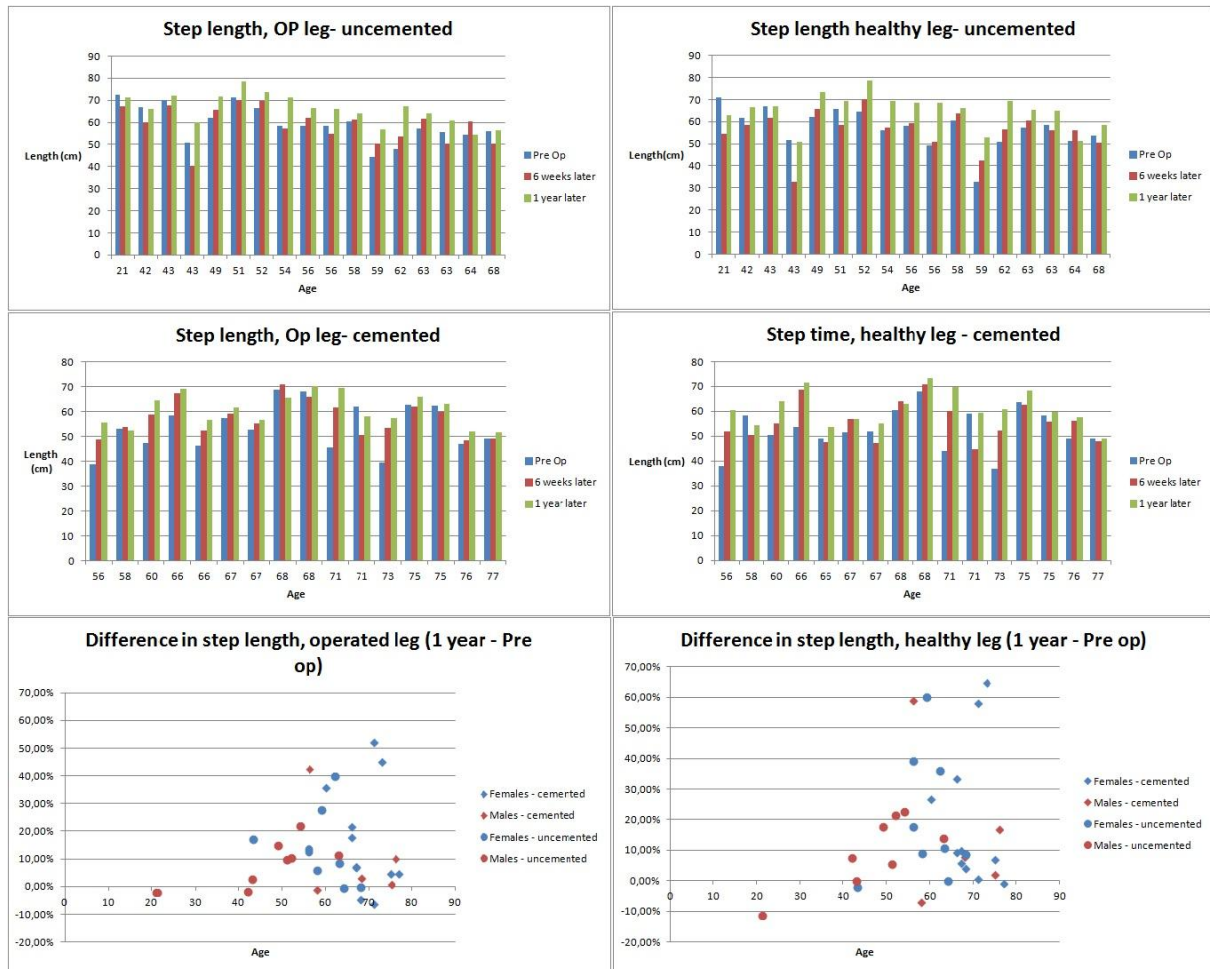 Step length, OP leg- uncemented
90
80
70
60
50
40
30
20
10
0
Length (cm)
21 42 43 43 49 51 52 54 56 56 58 59 62 63 63 64 68
Age
Pre Op
6 weeks later
1 year later
Step length healthy leg- uncemented
90
80
70
60
50
40
30
20
10
0
Length(cm)
21 42 43 43 49 51 52 54 56 56 58 59 62 63 63 64 68
Age
Pre Op
6 weeks later
1 year later
Step length, Op leg- cemented
80
70
60
50
40
30
20
10
0
Length
(cm)
56 58 60 66 66 67 67 68 68 71 71 73 75 75 76 77
Age
Pre Op
6 weeks later
1 year later
Step time, healthy leg - cemented
80
70
60
50
40
30
20
10
0
Length (cm)
56 58 60 66 65 67 67 68 68 71 71 73 75 75 76 77
Age
Pre Op
6 weeks later
1 year later
Difference in step length, operated leg (1 year - Pre
op)
70,00%
60,00%
50,00%
40,00%
30,00%
20,00%
10,00%
0,00%
-10,00%
-20,00%
0 10 20 30 40 50 60 70 80 90
Age
Females - cemented
Males - cemented
Females - uncemented
Males - uncemented
Difference in step length, healthy leg (1 year - Pre op)
70,00%
60,00%
50,00%
40,00%
30,00%
20,00%
10,00%
0,00%
-10,00%
-20,00%
0 10 20 30 40 50 60 70 80 90
Age
Females - cemented
Males - cemented
Females - uncemented
Males - uncemented